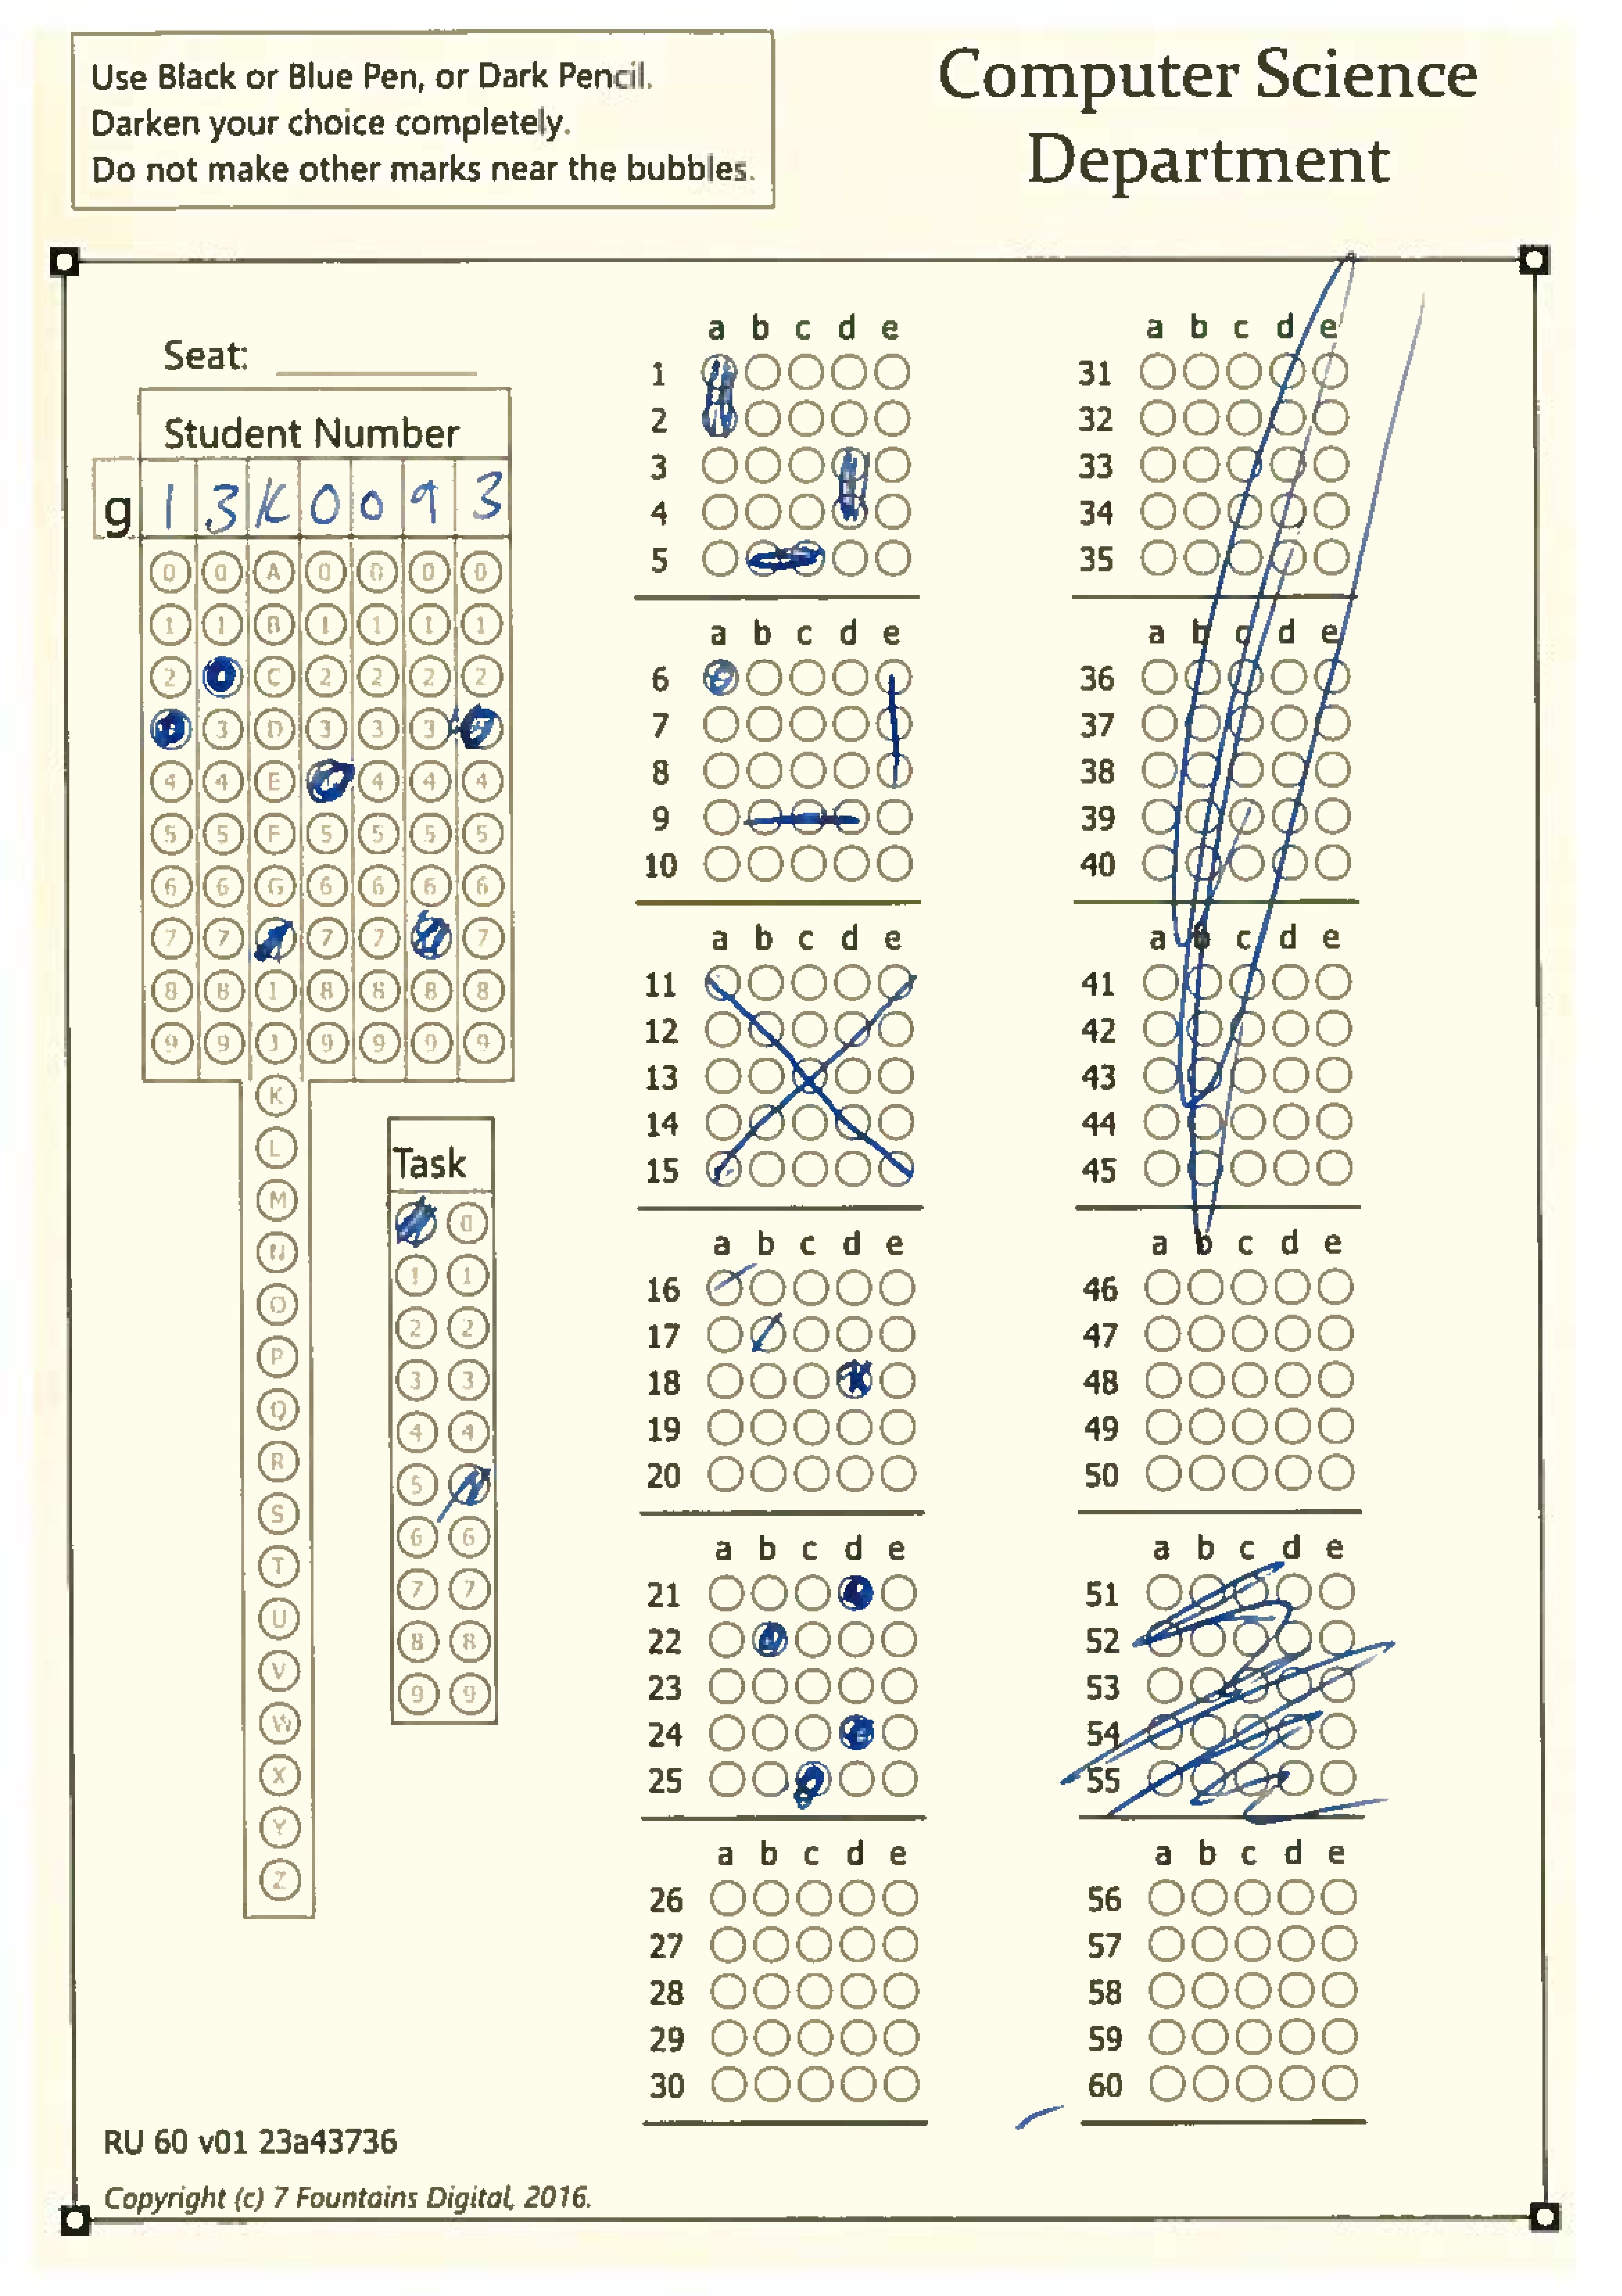 Use Black or Blue Pen, or Dark Pencil.
Darken your choice completely.
Do not make other marks near the bubbles.
Computer Science
Department
Seat:
Student Number
g 1 3 K 0 0 9 3
0 0 A 0 0 0 0
1 1 B 1 1 1 1
2 C 2 2 2 2
3 D 3 3 3
4 4 E 4 4 4
5 5 F 5 5 5 5
6 6 G 6 6 6 6
7 7 7 7 7
8 8 I 8 8 8 8
9 9 J 9 9 9 9
K
L
M
N
O
P
Q
R
S
T
U
V
W
X
Y
Z
Task
0
1 1
2 2
3 3
4 4
5
6 6
7 7
8 8
9 9
a b c d e
1
2
3
4
5
a b c d e
6
7
8
9
10
a b c d e
11
12
13
14
15
a b c d e
16
17
18
19
20
a b c d e
21
22
23
24
25
a b c d e
26
27
28
29
30
a b c d e
31
32
33
34
35
a b c d e
36
37
38
39
40
a b c d e
41
42
43
44
45
a b c d e
46
47
48
49
50
a b c d e
51
52
53
54
55
a b c d e
56
57
58
59
60
RU 60 v01 23a43736
Copyright (c) 7 Fountains Digital, 2016.